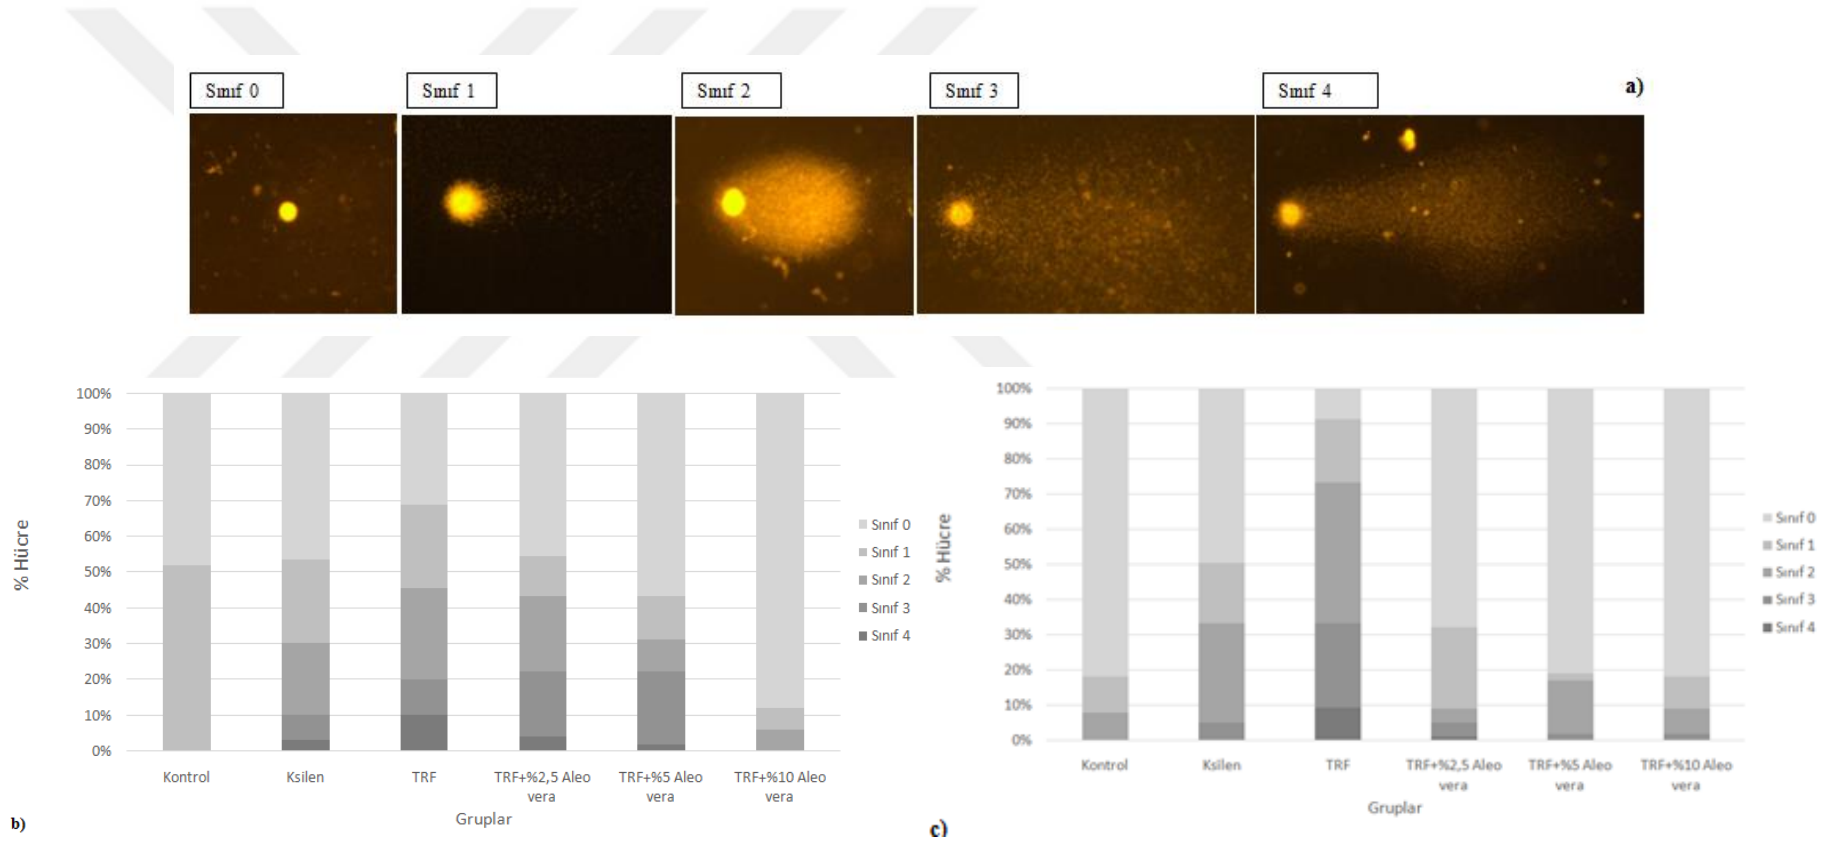 Sınıf 0
Sınıf 1
Sınıf 2
Sınıf 3
Sınıf 4
a)
100%
90%
80%
70%
60%
50%
40%
30%
20%
10%
0%
% Hücre
Kontrol
Ksilen
TRF
TRF+%2,5 Aleo
vera
TRF+%5 Aleo
vera
TRF+%10 Aleo
vera
Gruplar
Sınıf 0
Sınıf 1
Sınıf 2
Sınıf 3
Sınıf 4
b)
100%
90%
80%
70%
60%
50%
40%
30%
20%
10%
0%
% Hücre
Kontrol
Ksilen
TRF
TRF+%2,5 Aleo
vera
TRF+%5 Aleo
vera
TRF+%10 Aleo
vera
Gruplar
Sınıf 0
Sınıf 1
Sınıf 2
Sınıf 3
Sınıf 4
c)